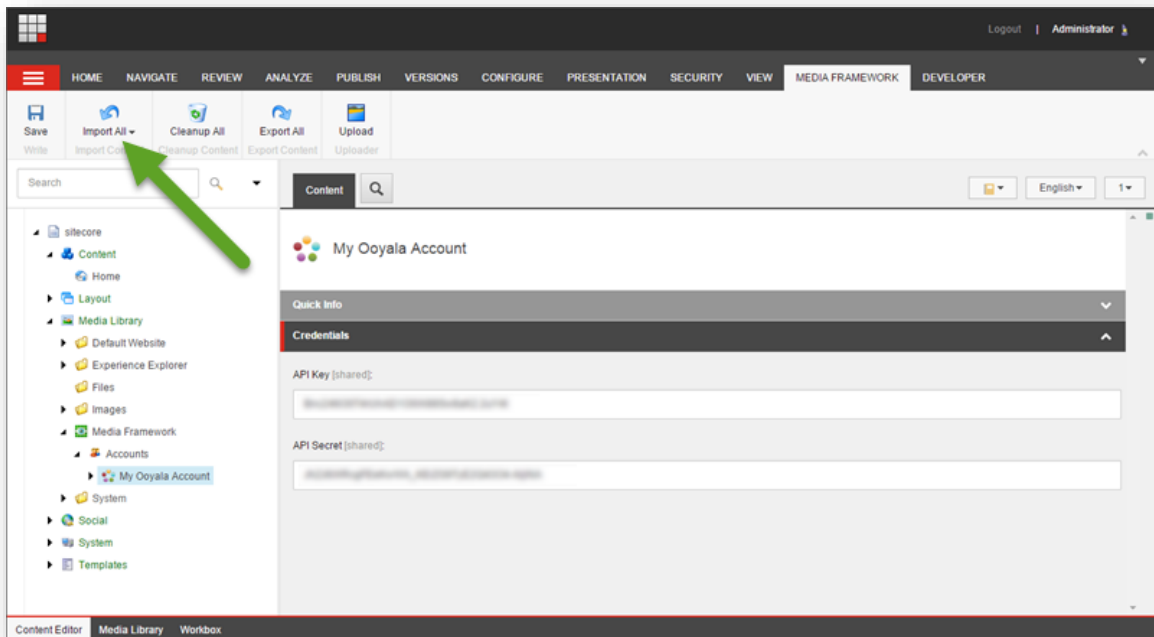 Logout | Administrator
HOME NAVIGATE REVIEW ANALYZE PUBLISH VERSIONS CONFIGURE PRESENTATION SECURITY VIEW MEDIA FRAMEWORK DEVELOPER
Save Import All Cleanup All Export All Upload
Write Import Cleanup Content Export Content Uploader
Search
Content
English 1
sitecore
Content
Home
Layout
Media Library
Default Website
Experience Explorer
Files
Images
Media Framework
Accounts
My Ooyala Account
System
Social
System
Templates
My Ooyala Account
Quick Info
Credentials
API Key [shared]:
API Secret [shared]:
Content Editor Media Library Workbox